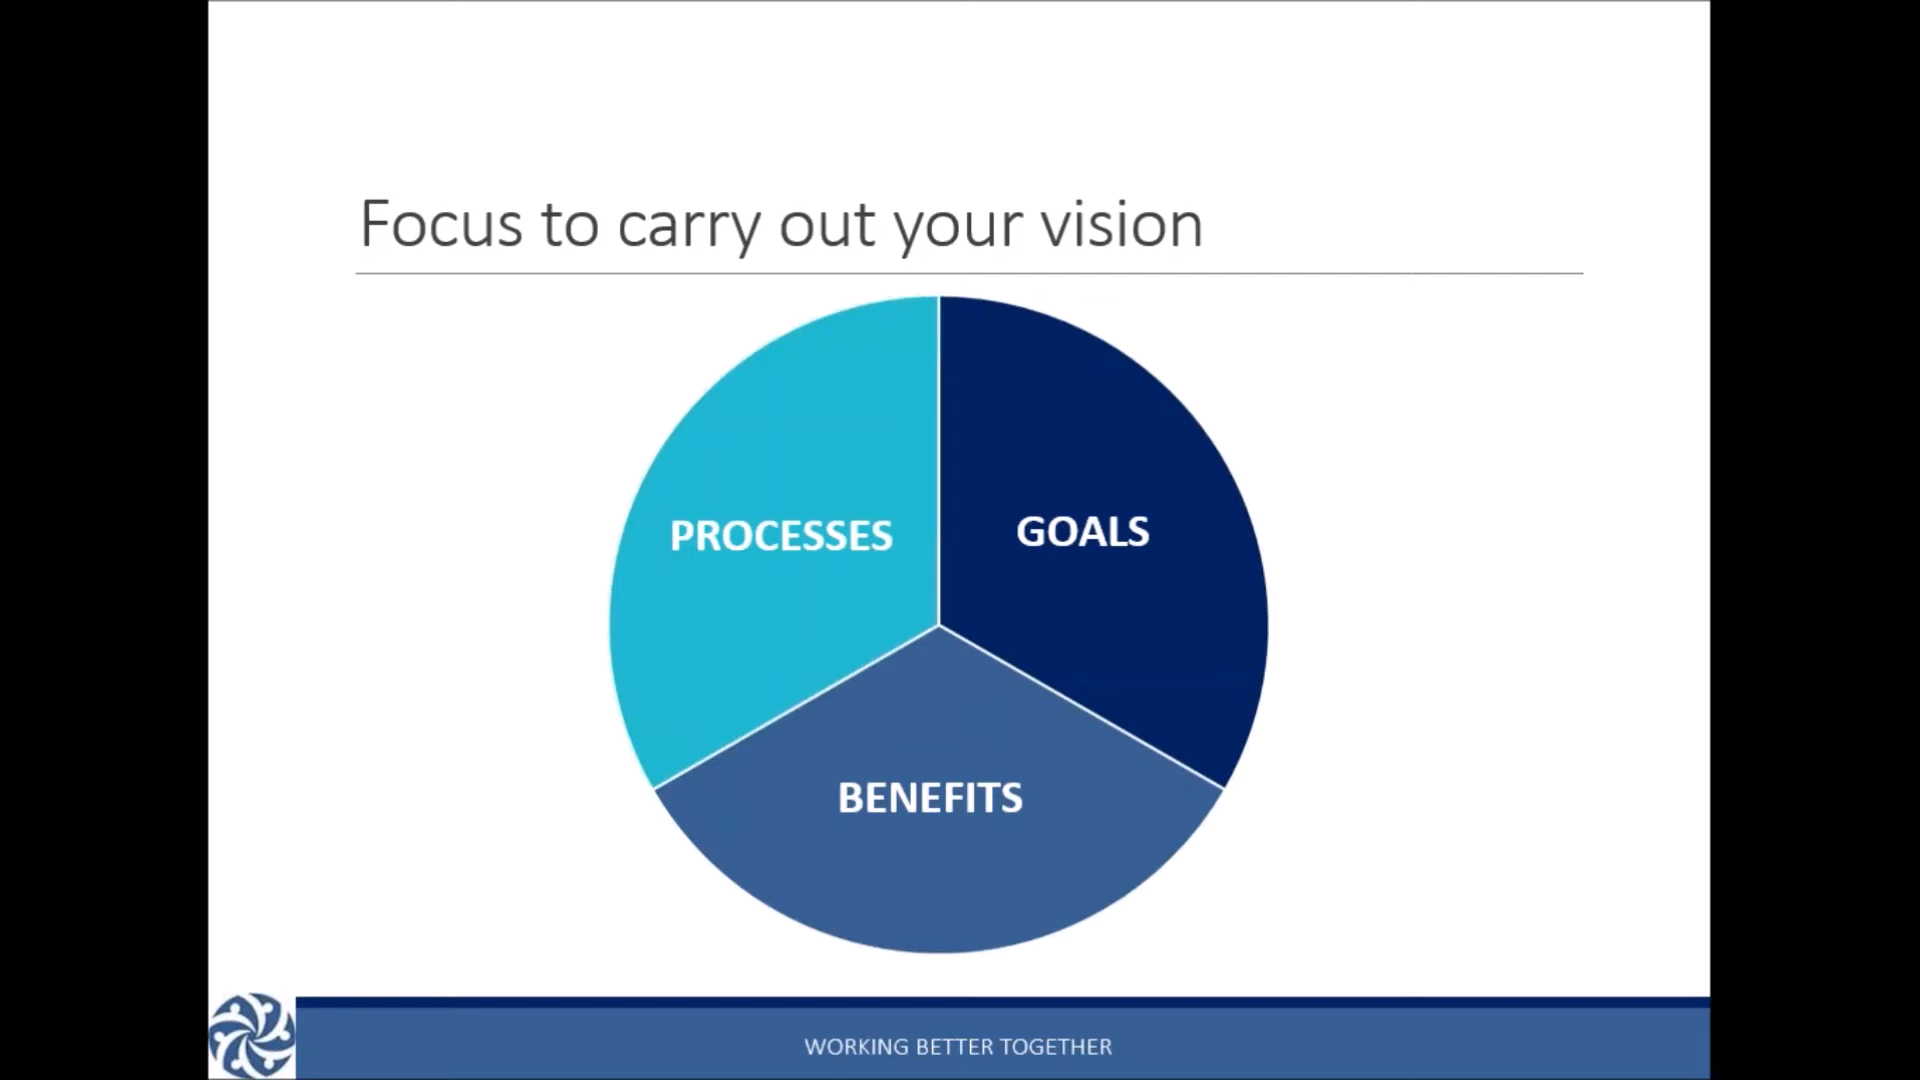 Focus to carry out your vision
PROCESSES
GOALS
BENEFITS
WORKING BETTER TOGETHER